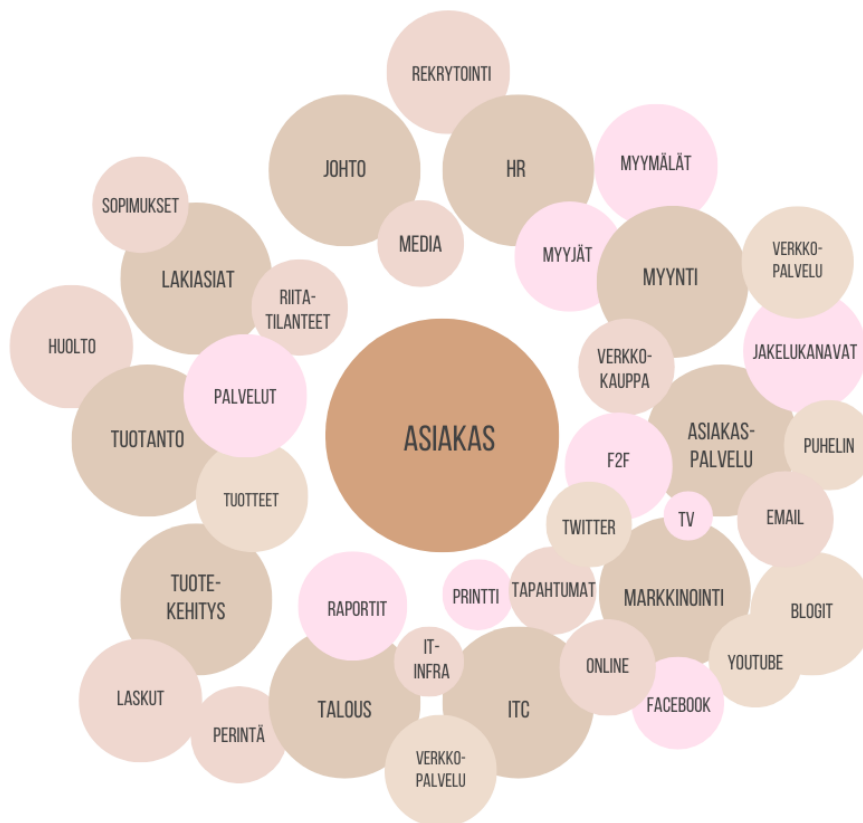 REKRYTOINTI
JOHTO
HR
MYYMÄLÄT
SOPIMUKSET
MEDIA
MYYJÄT
VERKKO-
PALVELU
LAKIASIAT
MYYNTI
RIITA-
TILANTEET
HUOLTO
JAKELUKANAVAT
VERKKO-
KAUPPA
PALVELUT
TUOTANTO
ASIAKAS
ASIAKAS-
PALVELU
PUHELIN
F2F
TUOTTEET
TWITTER
TV
EMAIL
TUOTE-
KEHITYS
RAPORTIT
PRINTTI
TAPAHTUMAT
MARKKINOINTI
BLOGIT
IT-
INFRA
ONLINE
YOUTUBE
LASKUT
PERINTÄ
TALOUS
ITC
FACEBOOK
VERKKO-
PALVELU